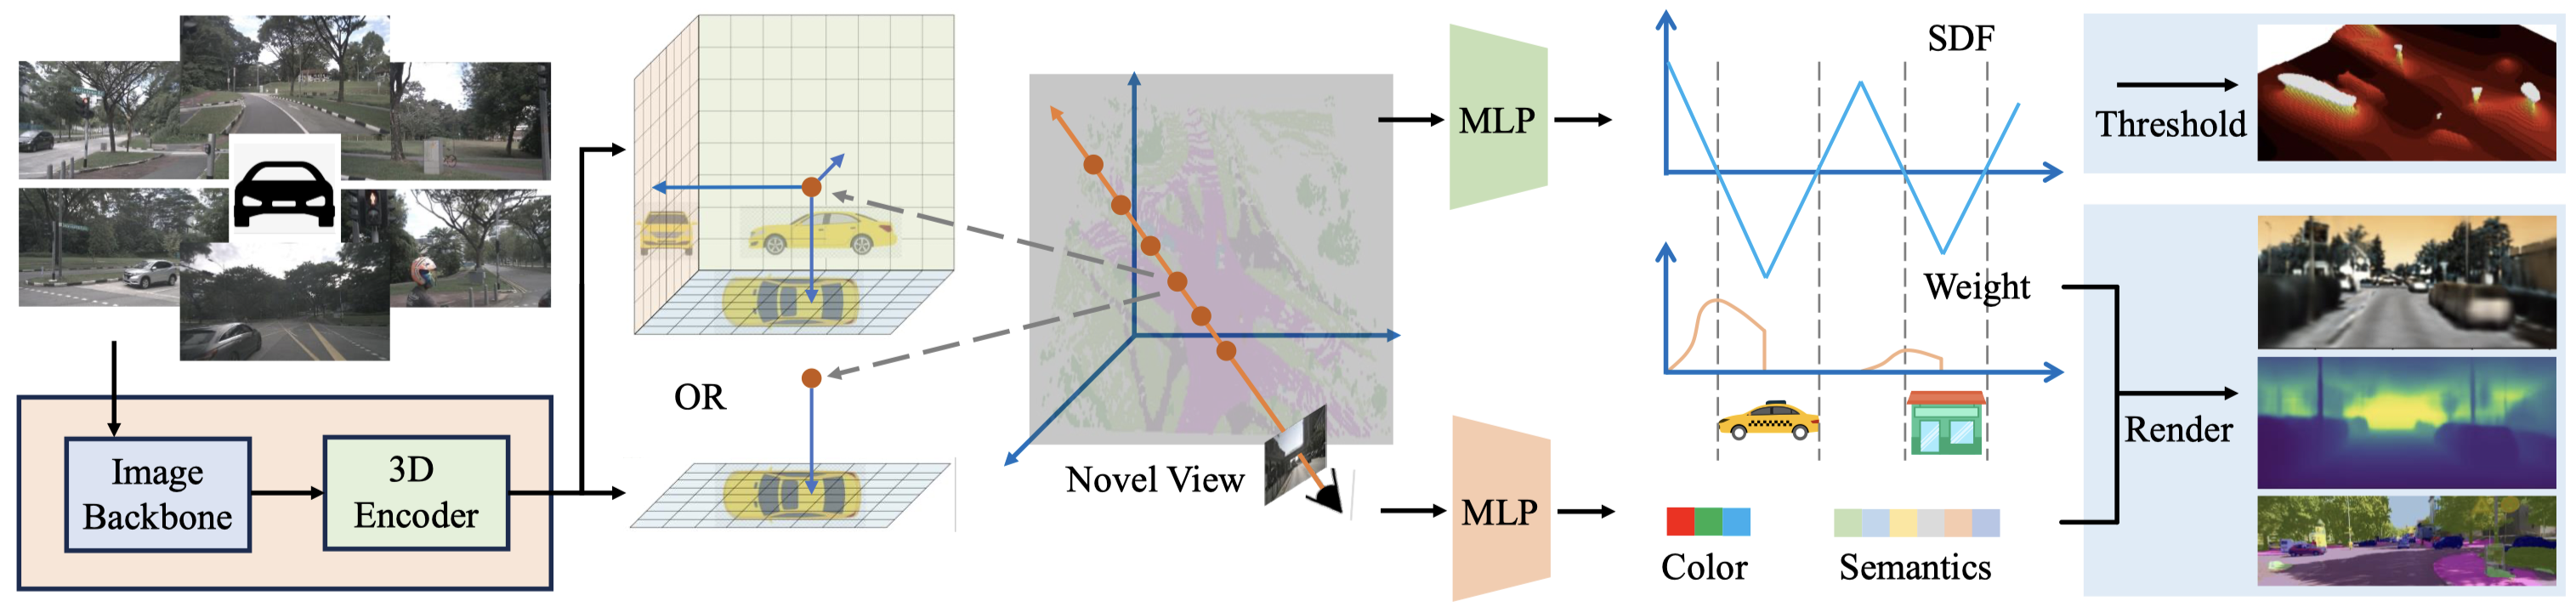 Image
Backbone
3D
Encoder
OR
Novel View
MLP
MLP
SDF
Weight
Color
Semantics
Threshold
Render